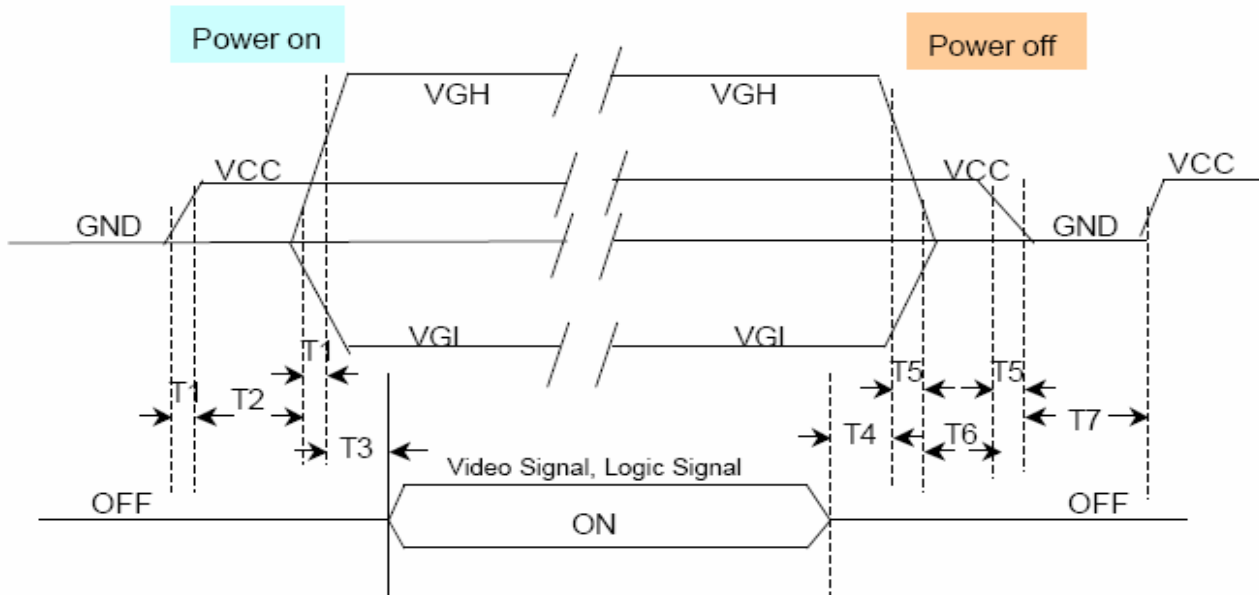 Power on
Power off
VGH
VGH
VCC
VCC
VCC
GND
GND
VGL
VGL
T1
T5
T5
T1
T2
T7
T3
T4
T6
Video Signal, Logic Signal
OFF
ON
OFF